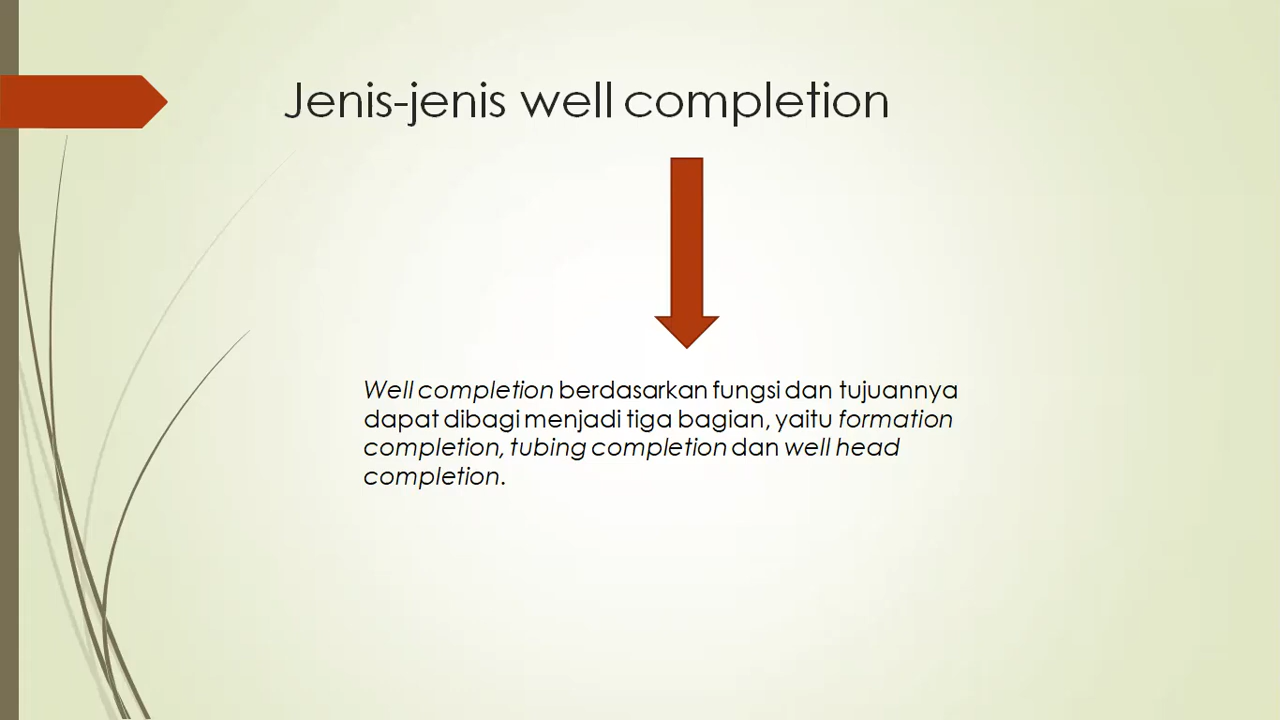 Jenis-jenis well completion
Well completion berdasarkan fungsi dan tujuannya
dapat dibagi menjadi tiga bagian, yaitu formation
completion, tubing completion dan well head
completion.